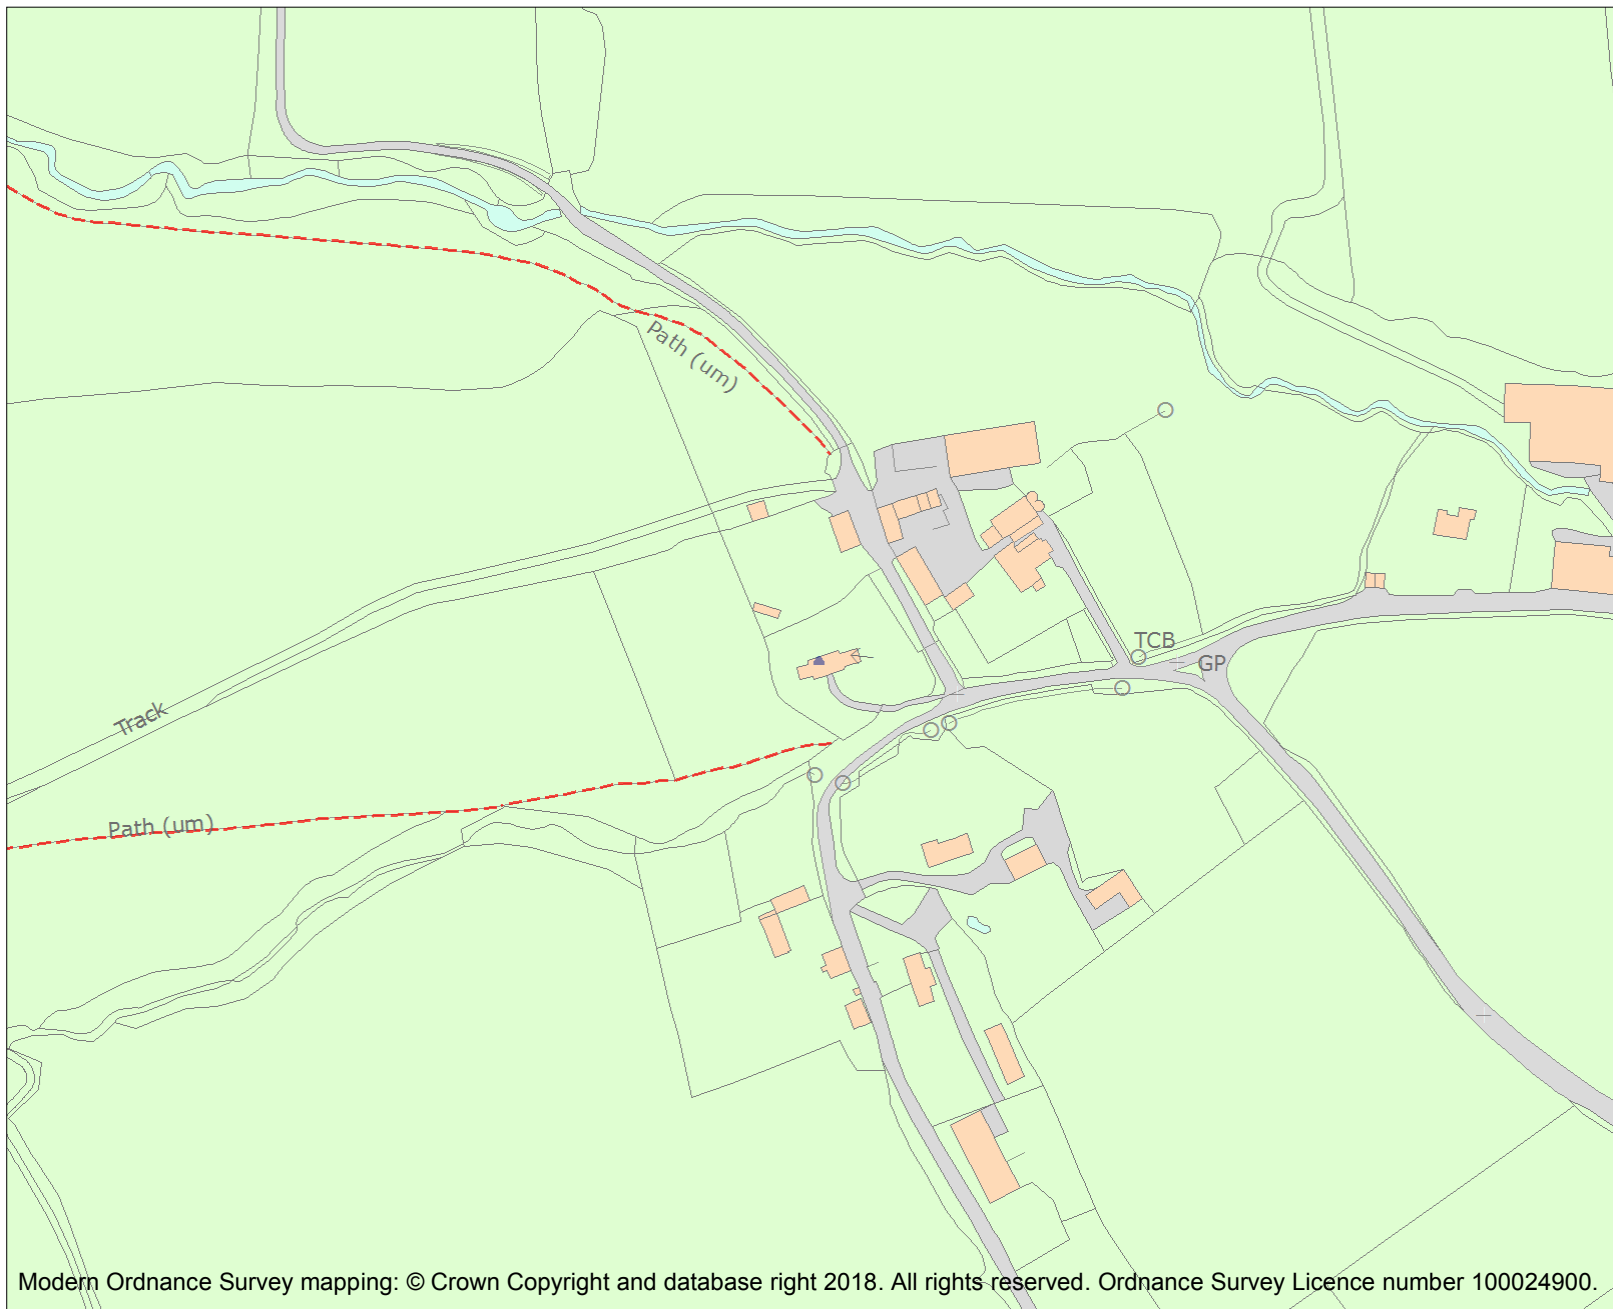 Path (um)
TCB
GP
Track
Path (um)
Modern Ordnance Survey mapping: © Crown Copyright and database right 2018. All rights reserved. Ordnance Survey Licence number 100024900.